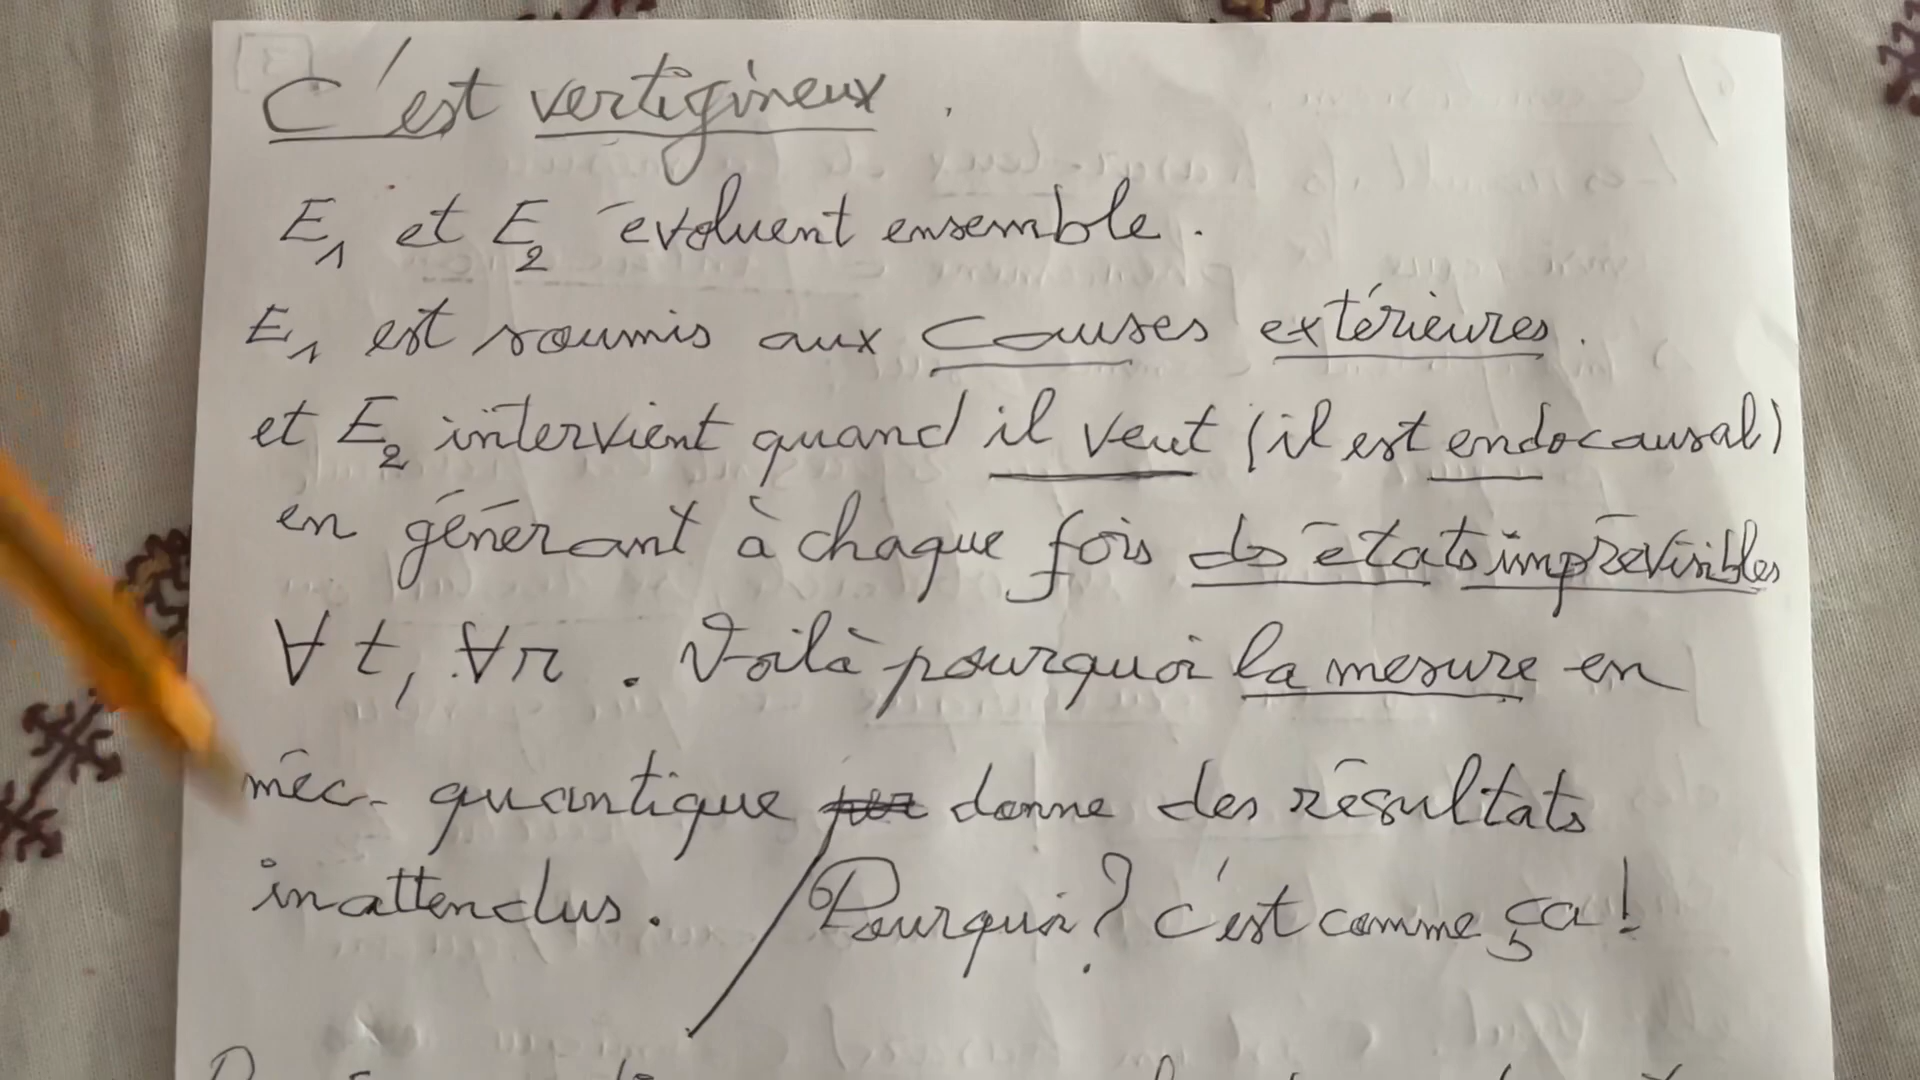 C'est vertigineux.
E₁ et E₂ évoluent ensemble.
E₁ est soumis aux causes extérieures.
et E₂ intervient quand il veut (il est endocausal)
en générant à chaque fois des états imprévisibles
∀t, ∀r. Voilà pourquoi la mesure en
méc. quantique donne des résultats
inattendus. Pourquoi? c'est comme ça!